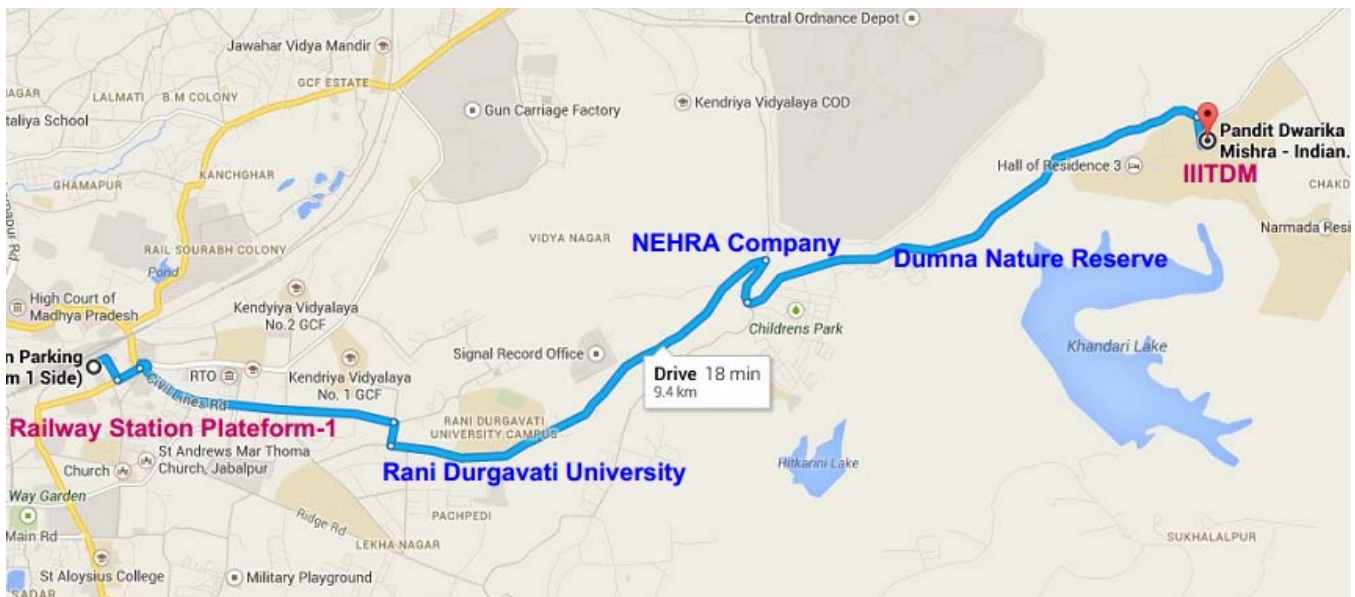 Central Ordnance Depot
Jawahar Vidya Mandir
GCF ESTATE
LALMATI
B.M COLONY
Gun Carriage Factory
Kendriya Vidyalaya COD
Pandit Dwarika
Mishra - Indian.
IIITDM
Hall of Residence 3
CHAKD
GHAMAPUR
KANCHGHAR
Narmada Resi
VIDYA NAGAR
NEHRA Company
RAIL SOURABH COLONY
Dumna Nature Reserve
Pond
High Court of
Madhya Pradesh
Kendyiya Vidyalaya
No.2 GCF
Childrens Park
Khandari Lake
n Parking
m 1 Side)
RTO
Kendriya Vidyalaya
No. 1 GCF
Signal Record Office
Drive 18 min
9.4 km
Civil Lines Rd
Railway Station Plateform-1
RANI DURGAVATI
UNIVERSITY CAMPUS
St Andrews Mar Thoma
Church, Jabalpur
Church
Rani Durgavati University
Hitkarini Lake
Way Garden
Main Rd
Ridge Rd
PACHPEDI
LEKHA NAGAR
SUKHALALPUR
St Aloysius College
Military Playground
SADAR